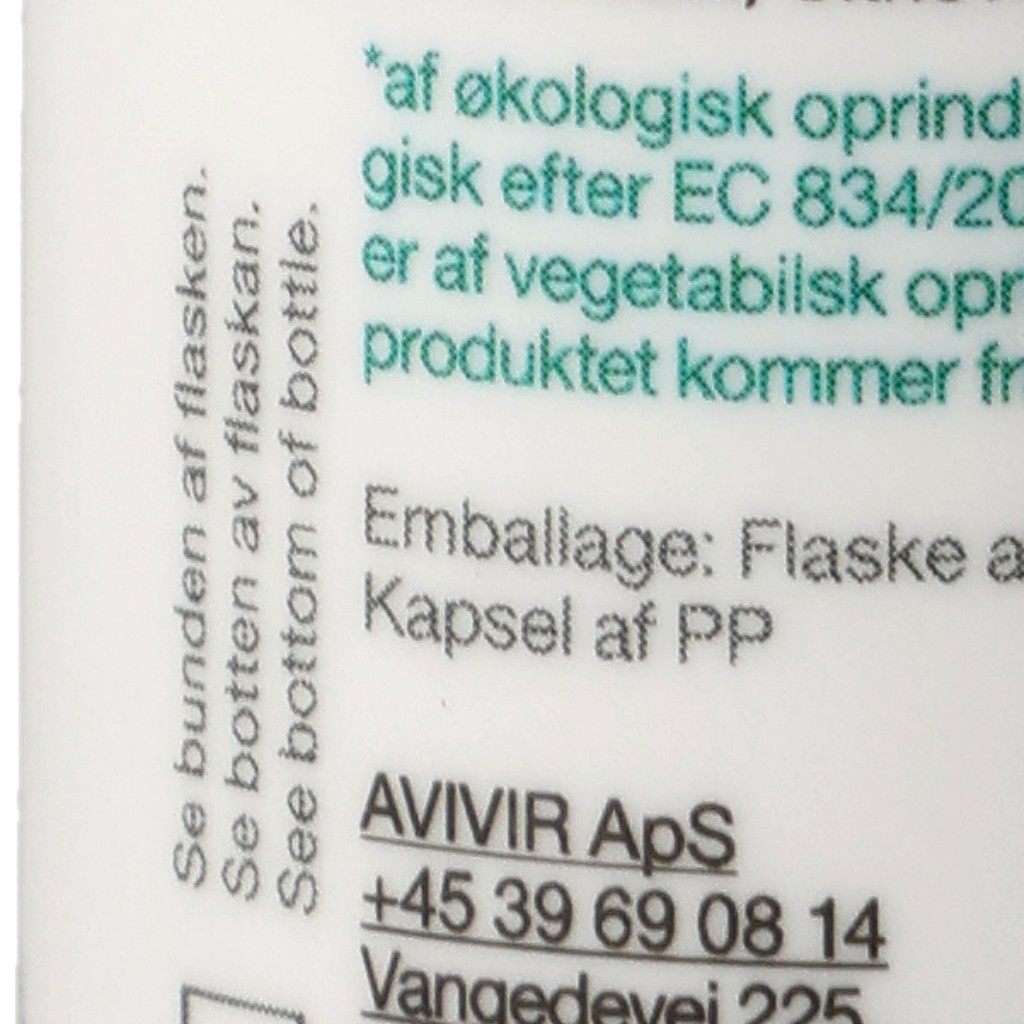 *af økologisk oprind
gisk efter EC 834/20
er af vegetabilsk opr
produktet kommer fr
Emballage: Flaske a
Kapsel af PP
AVIVIR ApS
+45 39 69 08 14
Vangedevej 225
Se bunden af flasken.
Se botten av flaskan.
See bottom of bottle.